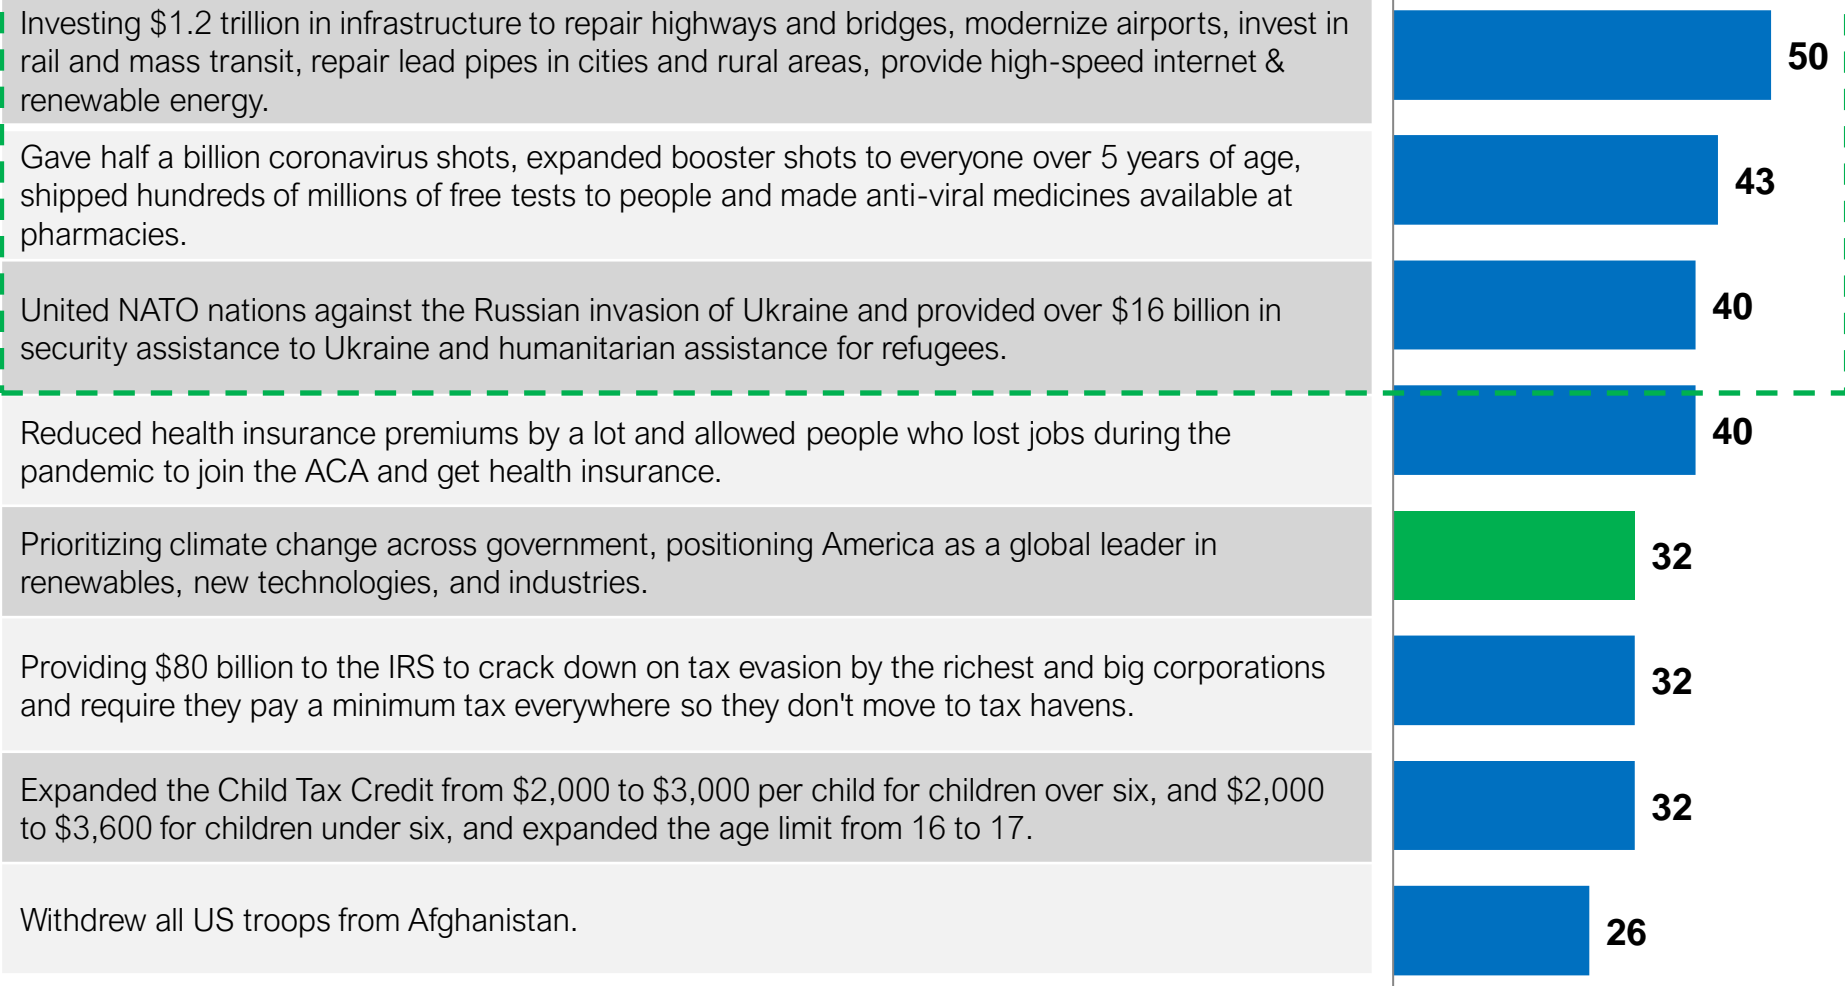 Investing $1.2 trillion in infrastructure to repair highways and bridges, modernize airports, invest in
rail and mass transit, repair lead pipes in cities and rural areas, provide high-speed internet &
renewable energy.
50
Gave half a billion coronavirus shots, expanded booster shots to everyone over 5 years of age,
shipped hundreds of millions of free tests to people and made anti-viral medicines available at
pharmacies.
43
United NATO nations against the Russian invasion of Ukraine and provided over $16 billion in
security assistance to Ukraine and humanitarian assistance for refugees.
40
Reduced health insurance premiums by a lot and allowed people who lost jobs during the
pandemic to join the ACA and get health insurance.
40
Prioritizing climate change across government, positioning America as a global leader in
renewables, new technologies, and industries.
32
Providing $80 billion to the IRS to crack down on tax evasion by the richest and big corporations
and require they pay a minimum tax everywhere so they don't move to tax havens.
32
Expanded the Child Tax Credit from $2,000 to $3,000 per child for children over six, and $2,000
to $3,600 for children under six, and expanded the age limit from 16 to 17.
32
Withdrew all US troops from Afghanistan.
26